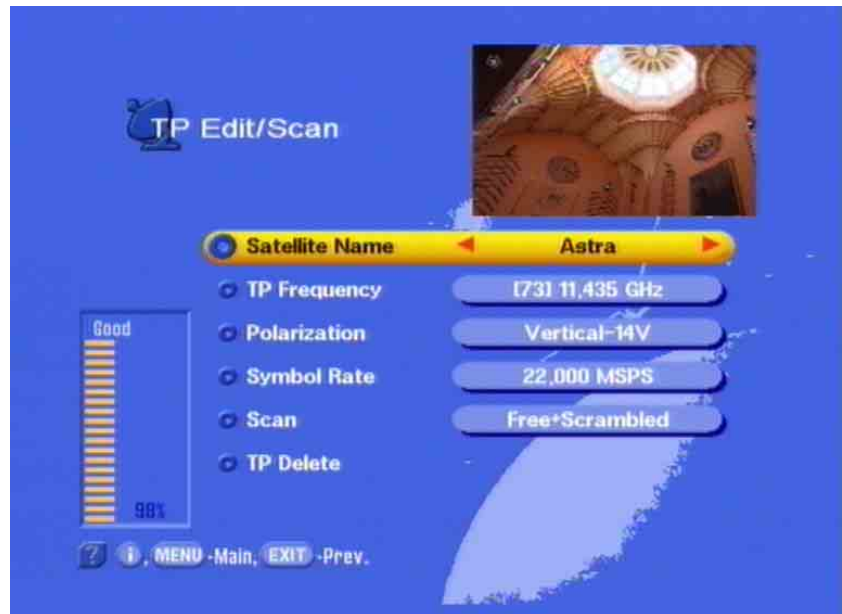 TP Edit/Scan
Satellite Name Astra
TP Frequency [73] 11,435 GHz
Polarization Vertical-14V
Symbol Rate 22,000 MSPS
Scan Free+Scrambled
TP Delete
Good
98%
? i, MENU -Main, EXIT -Prev.